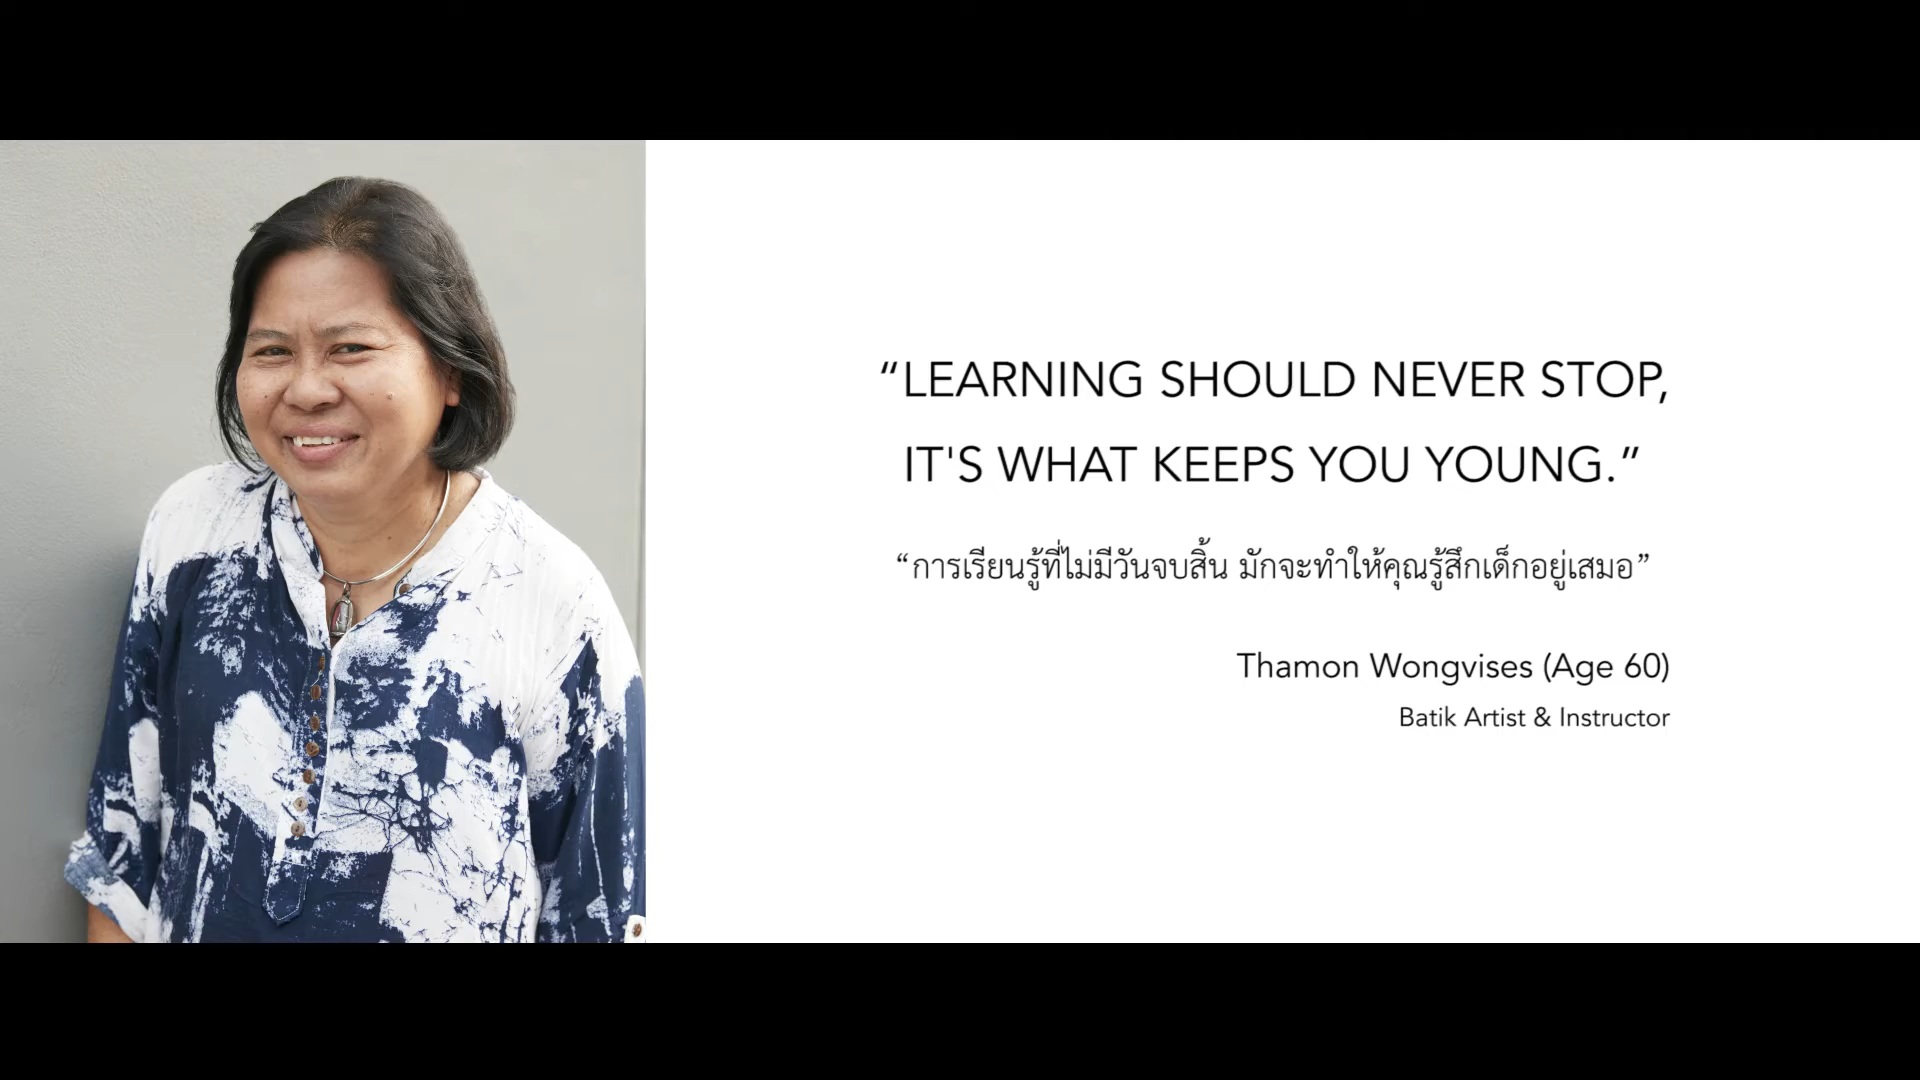 “LEARNING SHOULD NEVER STOP,
IT'S WHAT KEEPS YOU YOUNG.”
“การเรียนรู้ที่ไม่มีวันจบสิ้น มักจะทำให้คุณรู้สึกเด็กอยู่เสมอ”
Thamon Wongvises (Age 60)
Batik Artist & Instructor